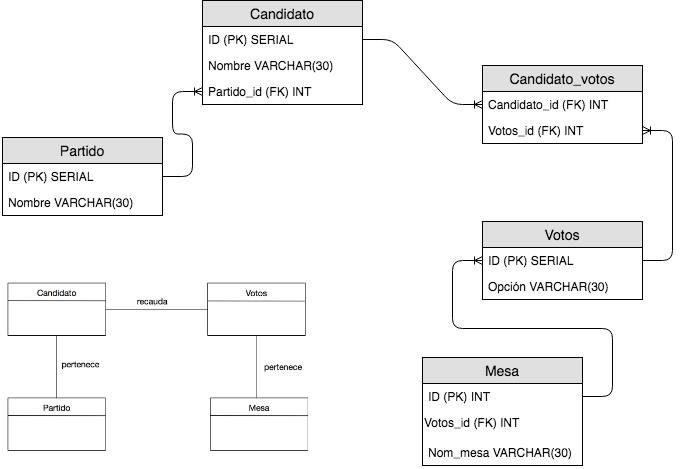 Candidato
ID (PK) SERIAL
Nombre VARCHAR(30)
Partido_id (FK) INT
Candidato_votos
Candidato_id (FK) INT
Votos_id (FK) INT
Partido
ID (PK) SERIAL
Nombre VARCHAR(30)
Votos
ID (PK) SERIAL
Opción VARCHAR(30)
Mesa
ID (PK) INT
Votos_id (FK) INT
Nom_mesa VARCHAR(30)
Candidato
recauda
Votos
pertenece
pertenece
Partido
Mesa